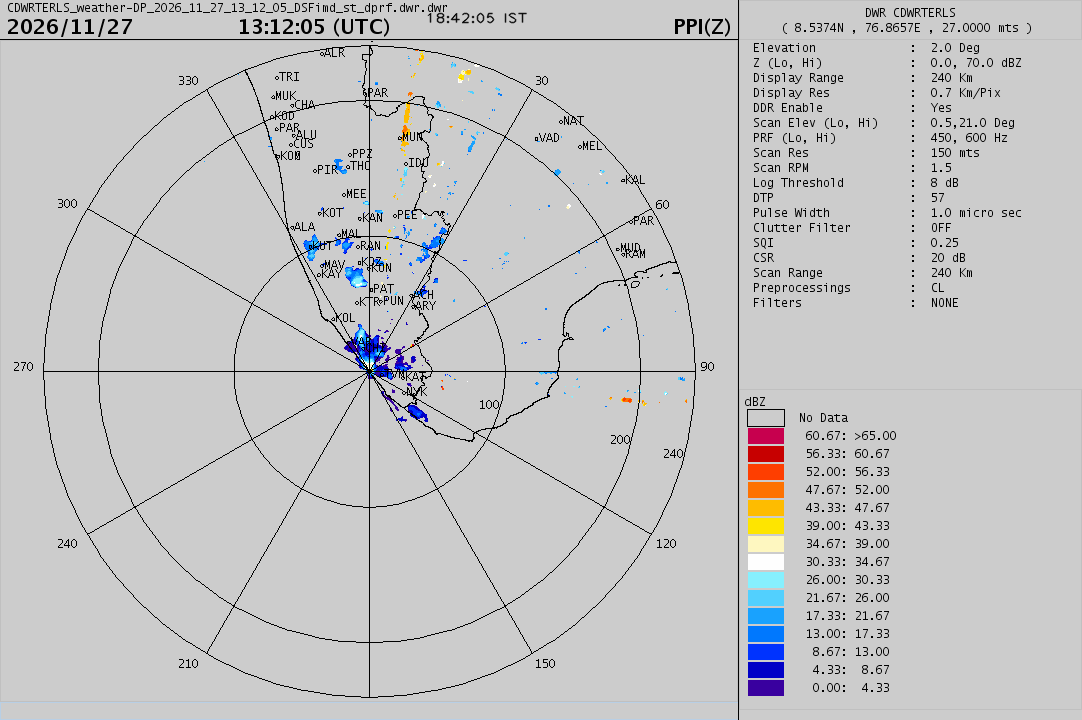 CDWRTERLS_weather-DP_2026_11_27_13_12_05_DSFimd_st_dprf.dwr.dwr
2026/11/27 13:12:05 (UTC) 18:42:05 IST PPI(Z)
DWR CDWRTERLS
( 8.5374N , 76.8657E , 27.0000 mts )
Elevation : 2.0 Deg
Z (Lo, Hi) : 0.0, 70.0 dBZ
Display Range : 240 Km
Display Res : 0.7 Km/Pix
DDR Enable : Yes
Scan Elev (Lo, Hi) : 0.5,21.0 Deg
PRF (Lo, Hi) : 450, 600 Hz
Scan Res : 150 mts
Scan RPM : 1.5
Log Threshold : 8 dB
DTP : 57
Pulse Width : 1.0 micro sec
Clutter Filter : OFF
SQI : 0.25
CSR : 20 dB
Scan Range : 240 Km
Preprocessings : CL
Filters : NONE
dBZ
No Data
60.67: >65.00
56.33: 60.67
52.00: 56.33
47.67: 52.00
43.33: 47.67
39.00: 43.33
34.67: 39.00
30.33: 34.67
26.00: 30.33
21.67: 26.00
17.33: 21.67
13.00: 17.33
8.67: 13.00
4.33: 8.67
0.00: 4.33
ALR
330
TRI
30
PAR
MUK
CHA
KOD
NAT
PAR
ALU
MUN
VAD
CUS
MEL
KOM
PPZ
PIR
THO
IDU
KAL
MEE
300
60
KOT
KAN
PEE
PAR
ALA
MAL
KUT
RAN
MUD
RAM
MAV
KOZ
KAY
KON
PAT
ACH
KTR
PUN
ARY
KOL
270
90
KAT
NYK
100
200
240
240
120
210
150